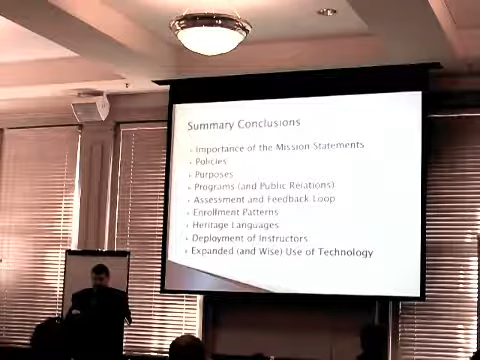 Summary Conclusions
Importance of the Mission Statements
Policies
Purposes
Programs (and Public Relations)
Assessment and Feedback Loop
Enrollment Patterns
Heritage Languages
Deployment of Instructors
Expanded (and Wise) Use of Technology